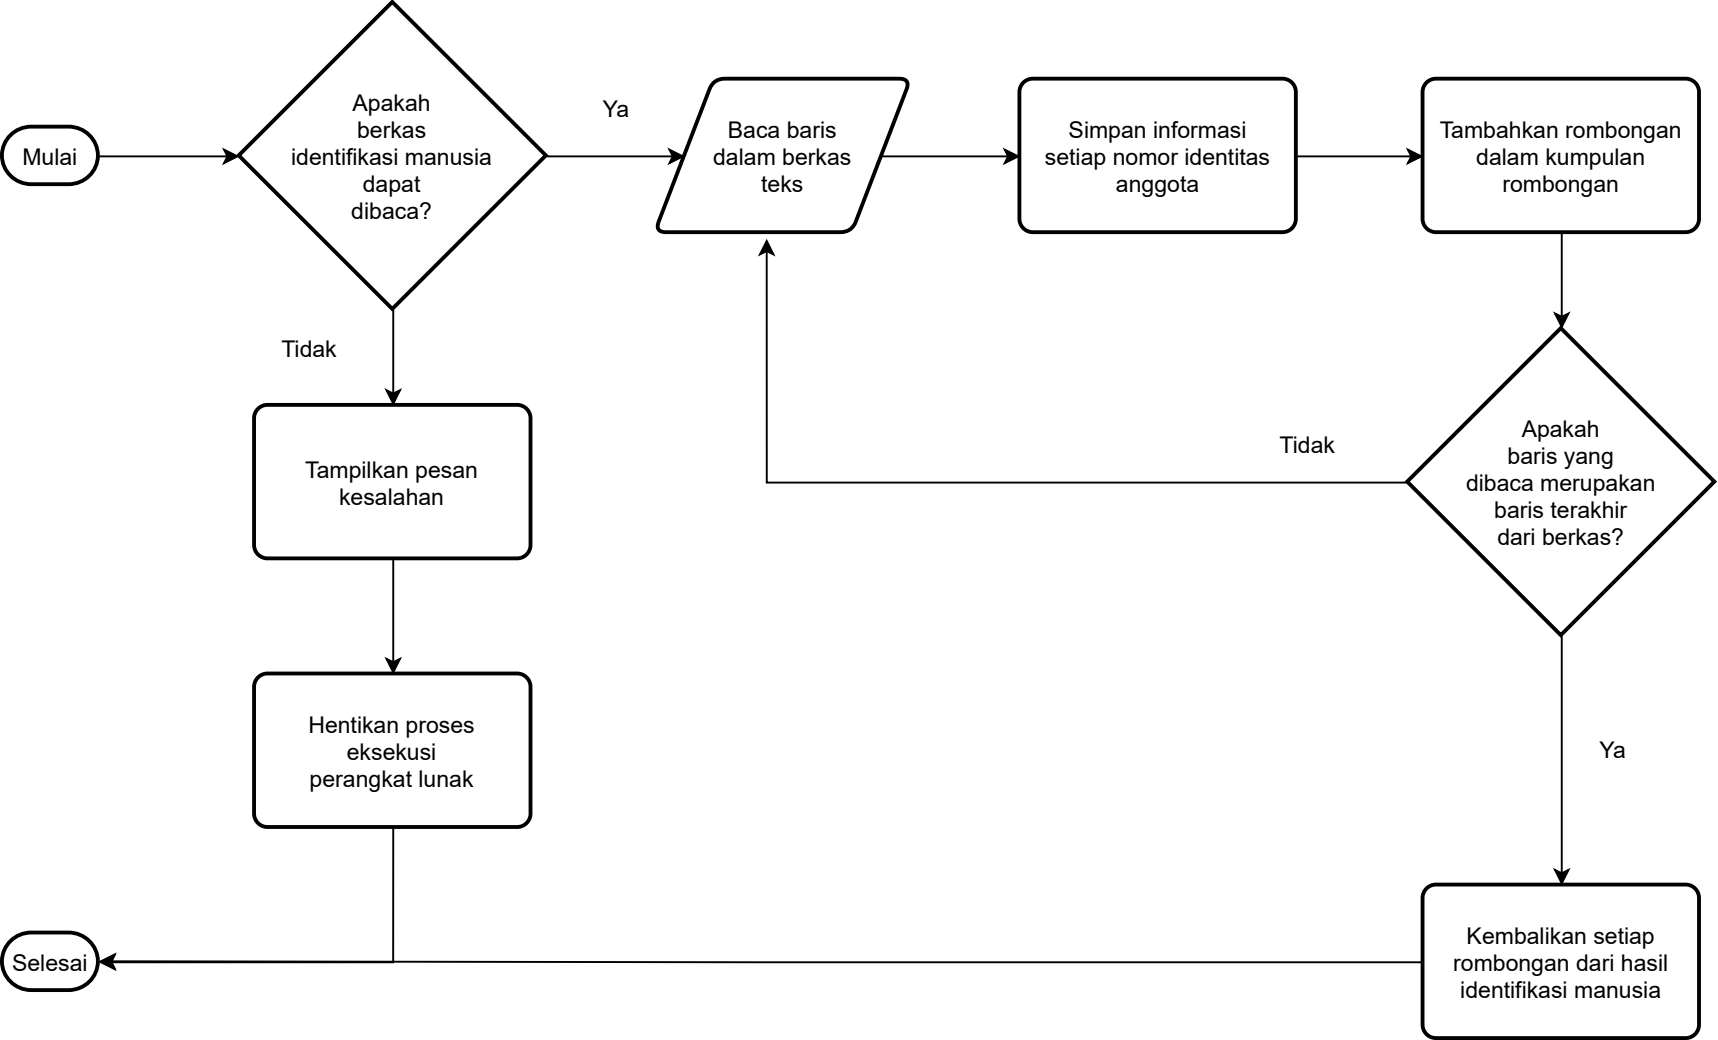 Mulai
Apakah
berkas
identifikasi manusia
dapat
dibaca?
Ya
Baca baris
dalam berkas
teks
Simpan informasi
setiap nomor identitas
anggota
Tambahkan rombongan
dalam kumpulan
rombongan
Tidak
Tampilkan pesan
kesalahan
Hentikan proses
eksekusi
perangkat lunak
Tidak
Apakah
baris yang
dibaca merupakan
baris terakhir
dari berkas?
Ya
Kembalikan setiap
rombongan dari hasil
identifikasi manusia
Selesai